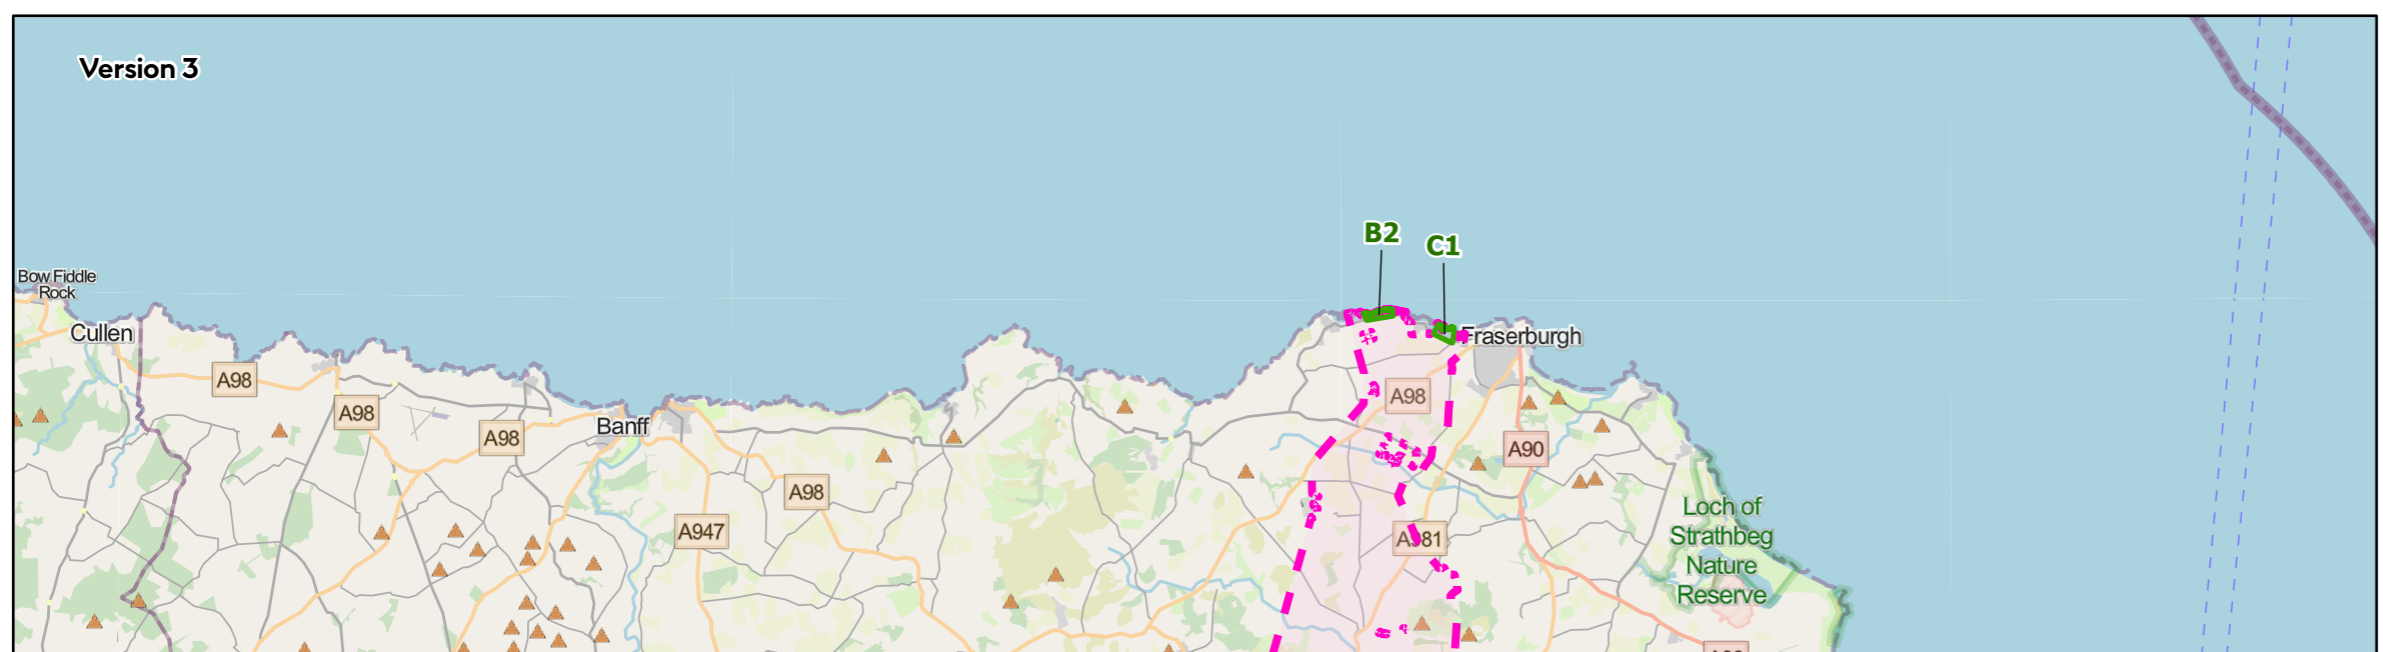 Version 3
B2
C1
Bow Fiddle
Rock
Cullen
Fraserburgh
A98
A98
A98
A98
Banff
A98
A947
A90
Loch of
Strathbeg
Nature
Reserve